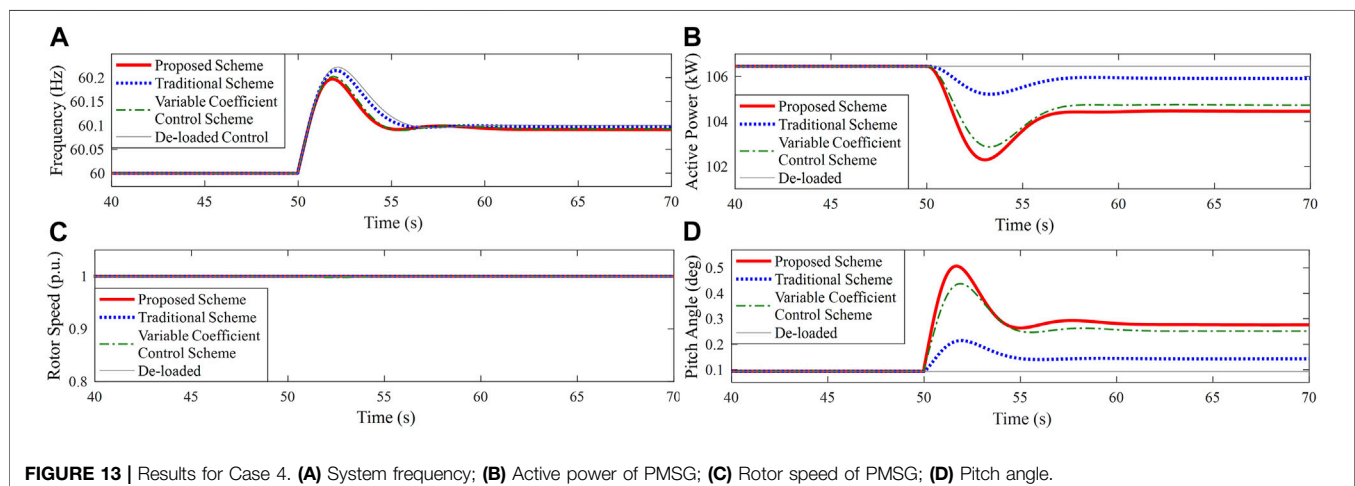 A
Frequency (Hz)
60.2
60.15
60.1
60.05
60
Proposed Scheme
Traditional Scheme
Variable Coefficient
Control Scheme
De-loaded Control
40 45 50 55 60 65 70
Time (s)
B
Active Power (kW)
106
104
102
Proposed Scheme
Traditional Scheme
Variable Coefficient
Control Scheme
De-loaded
40 45 50 55 60 65 70
Time (s)
C
Rotor Speed (p.u.)
1
0.9
0.8
Proposed Scheme
Traditional Scheme
Variable Coefficient
Control Scheme
De-loaded
40 45 50 55 60 65 70
Time (s)
D
Pitch Angle (deg)
0.5
0.4
0.3
0.2
0.1
Proposed Scheme
Traditional Scheme
Variable Coefficient
Control Scheme
De-loaded
40 45 50 55 60 65 70
Time (s)
FIGURE 13 | Results for Case 4. (A) System frequency; (B) Active power of PMSG; (C) Rotor speed of PMSG; (D) Pitch angle.